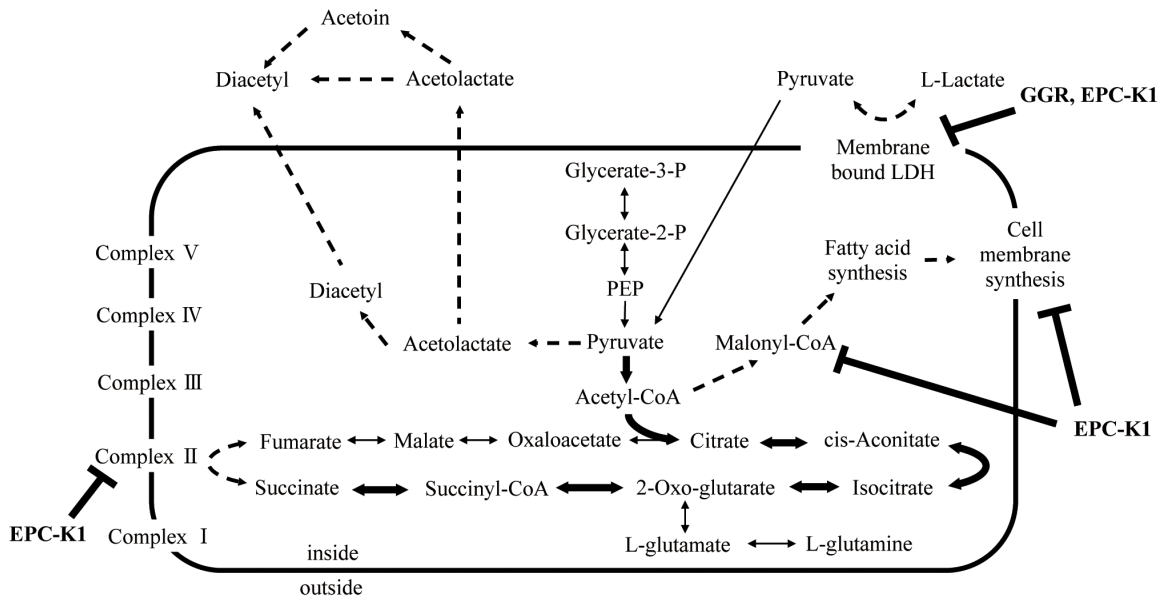 Acetoin
Diacetyl
Acetolactate
Pyruvate
L-Lactate
GGR, EPC-K1
Membrane
bound LDH
Glycerate-3-P
Glycerate-2-P
PEP
Cell
membrane
synthesis
Fatty acid
synthesis
Complex V
Diacetyl
Complex IV
Acetolactate
Pyruvate
Malonyl-CoA
Complex III
Acetyl-CoA
EPC-K1
Fumarate
Malate
Oxaloacetate
Citrate
cis-Aconitate
Complex II
Succinate
Succinyl-CoA
2-Oxo-glutarate
Isocitrate
EPC-K1
Complex I
L-glutamate
L-glutamine
inside
outside